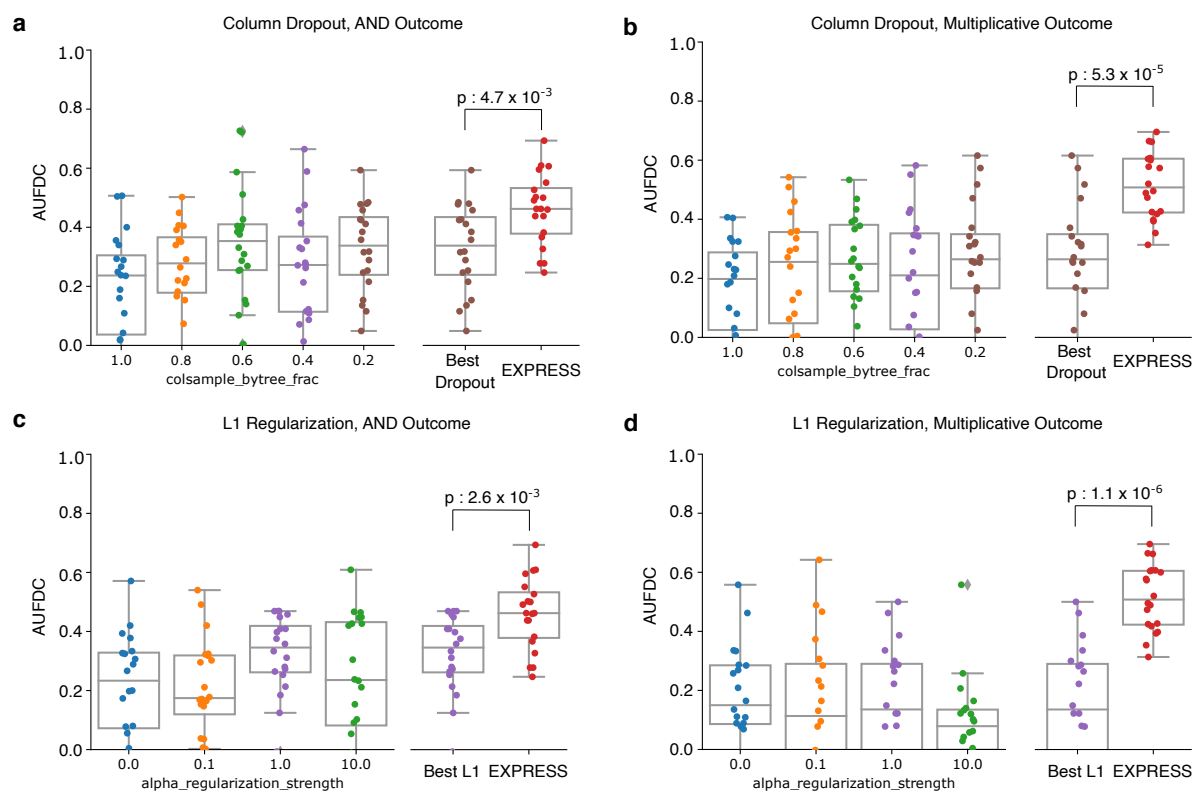 a
Column Dropout, AND Outcome
1.0
0.8
0.6
0.4
0.2
0.0
AUFDC
p : 4.7 x 10⁻³
1.0 0.8 0.6 0.4 0.2
colsample_bytree_frac
Best
Dropout
EXPRESS
b
Column Dropout, Multiplicative Outcome
1.0
0.8
0.6
0.4
0.2
0.0
AUFDC
p : 5.3 x 10⁻⁵
1.0 0.8 0.6 0.4 0.2
colsample_bytree_frac
Best
Dropout
EXPRESS
c
L1 Regularization, AND Outcome
1.0
0.8
0.6
0.4
0.2
0.0
AUFDC
p : 2.6 x 10⁻³
0.0 0.1 1.0 10.0
alpha_regularization_strength
Best L1 EXPRESS
d
L1 Regularization, Multiplicative Outcome
1.0
0.8
0.6
0.4
0.2
0.0
AUFDC
p : 1.1 x 10⁻⁶
0.0 0.1 1.0 10.0
alpha_regularization_strength
Best L1 EXPRESS